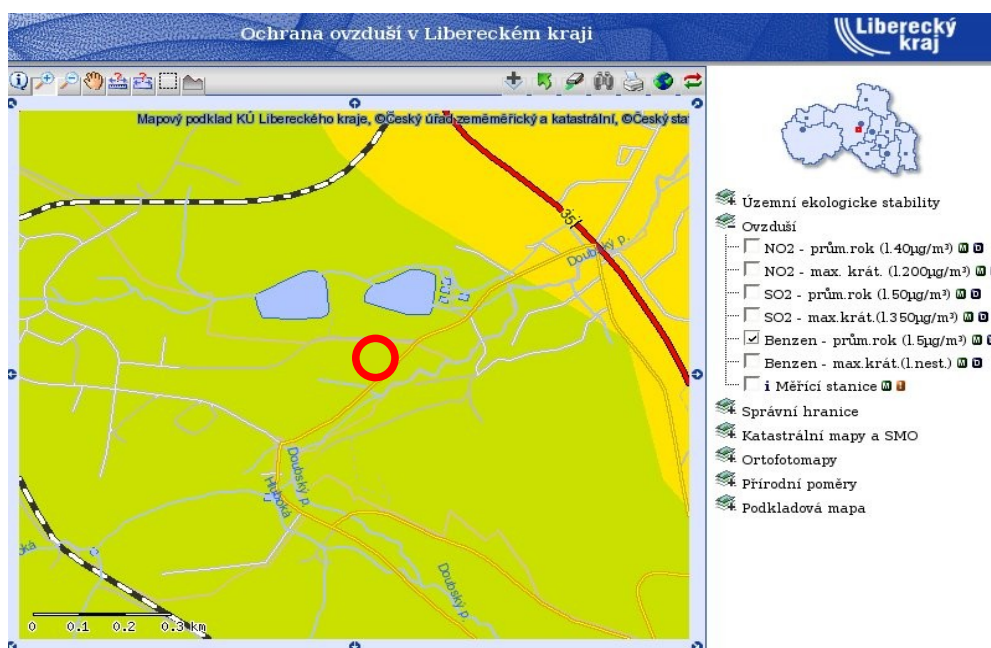 Ochrana ovzduší v Libereckém kraji
Liberecký
kraj
Mapový podklad KÚ Libereckého kraje, ©Český úřad zeměměřický a katastrální, ©Český stat
35
Doubský p.
Doubský p.
Hluboká
Doubský p.
oká
0 0.1 0.2 0.3 km
Územní ekologicke stability
Ovzduší
NO2 - prům.rok (l.40µg/m³) M D
NO2 - max. krát. (l.200µg/m³) M
SO2 - prům.rok (l.50µg/m³) M D
SO2 - max.krát.(l.350µg/m³) M D
Benzen - prům.rok (l.5µg/m³) M D
Benzen - max.krát.(l.nest.) M D
i Měřící stanice M t
Správní hranice
Katastrální mapy a SMO
Ortofotomapy
Přírodní poměry
Podkladová mapa